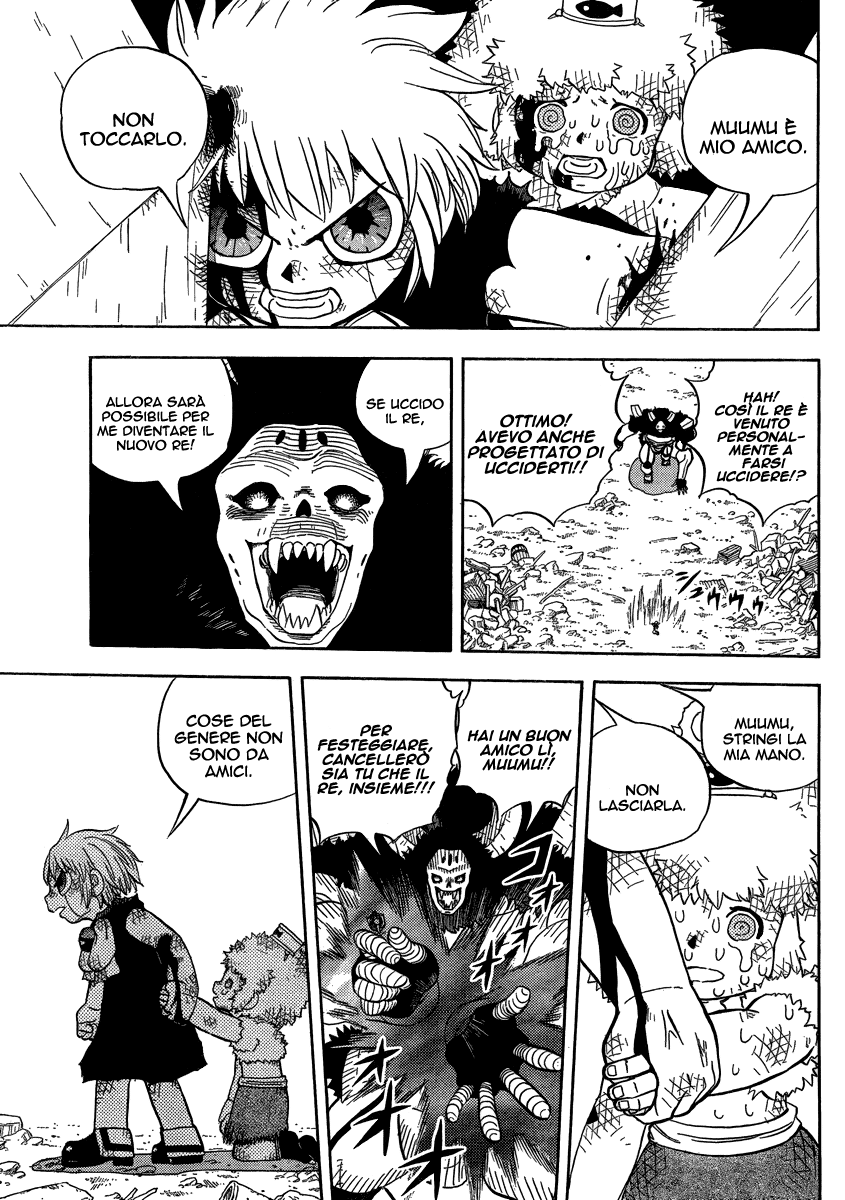 MUUMU È
MIO AMICO.
NON
TOCCARLO.
HAH!
COSÌ IL RE È
VENUTO
PERSONAL-
MENTE A
FARSI
UCCIDERE!?
OTTIMO!
AVEVO ANCHE
PROGETTATO DI
UCCIDERTI!!
ククク
SE UCCIDO
IL RE,
ALLORA SARÀ
POSSIBILE PER
ME DIVENTARE IL
NUOVO RE!
MUUMU,
STRINGI LA
MIA MANO.
NON
LASCIARLA.
HAI UN BUON
AMICO LÌ,
MUUMU!!
PER
FESTEGGIARE,
CANCELLERÒ
SIA TU CHE IL
RE, INSIEME!!!
COSE DEL
GENERE NON
SONO DA
AMICI.